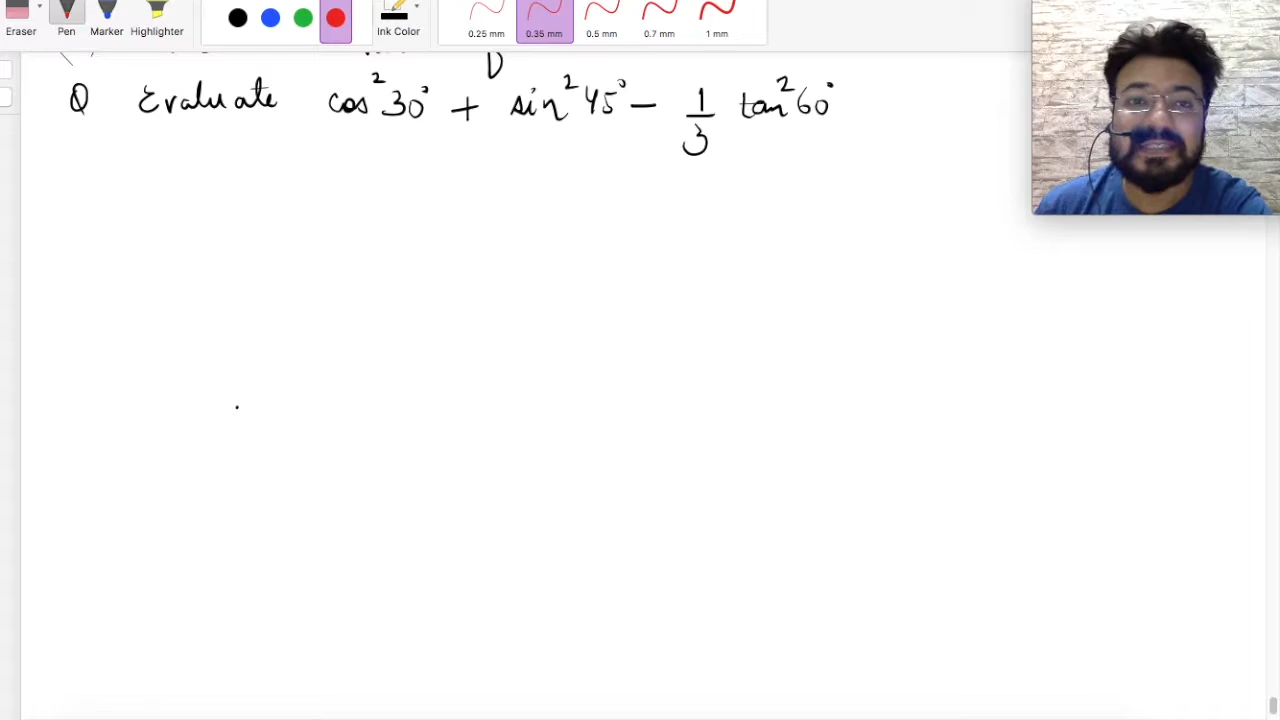 Eraser Pen Marker Highlighter Ink Color 0.25 mm 0.35 mm 0.5 mm 0.7 mm 1 mm
D
Q Evaluate cos²30° + sin²45° − 1/3 tan²60°